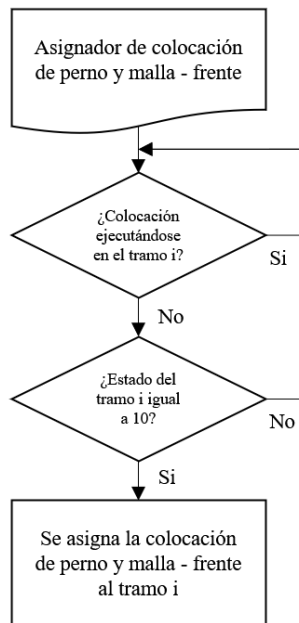 Asignador de colocación
de perno y malla - frente
¿Colocación
ejecutándose
en el tramo i?
Si
No
¿Estado del
tramo i igual
a 10?
No
Si
Se asigna la colocación
de perno y malla - frente
al tramo i